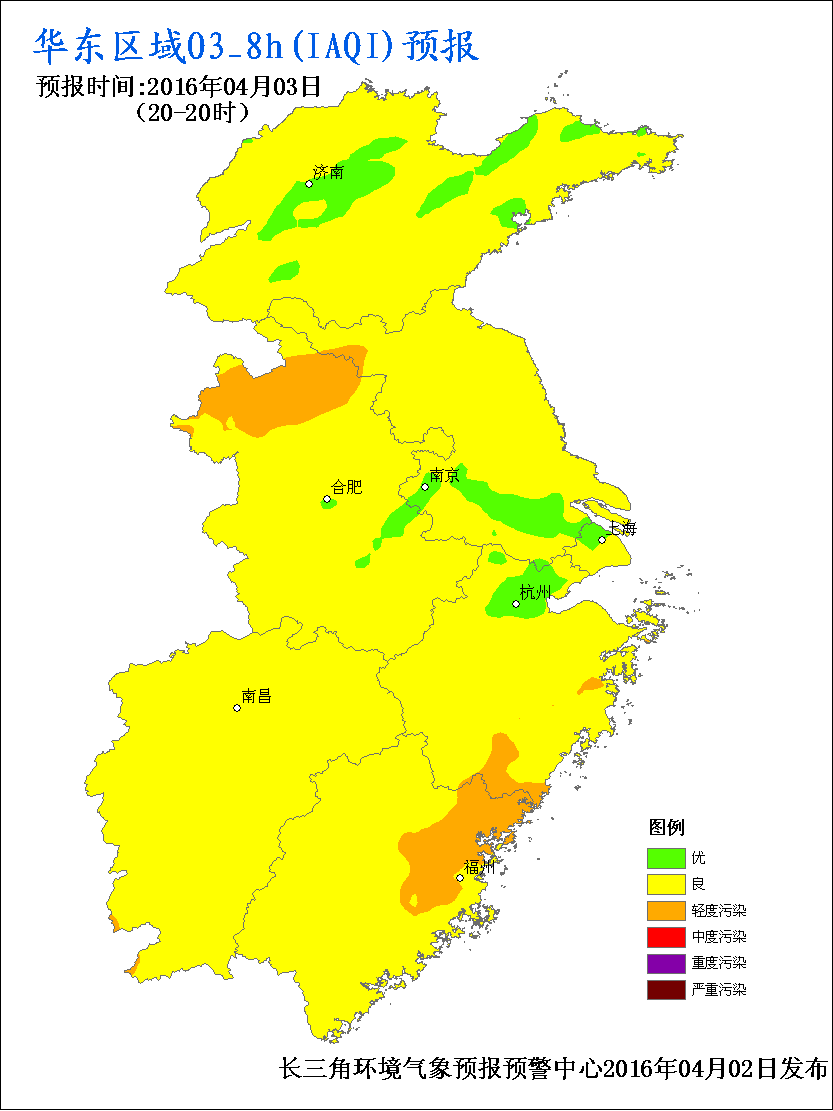 华东区域O3_8h(IAQI)预报
预报时间:2016年04月03日
(20-20时)
济南
南京
合肥
上海
杭州
南昌
福州
图例
优
良
轻度污染
中度污染
重度污染
严重污染
长三角环境气象预报预警中心2016年04月02日发布